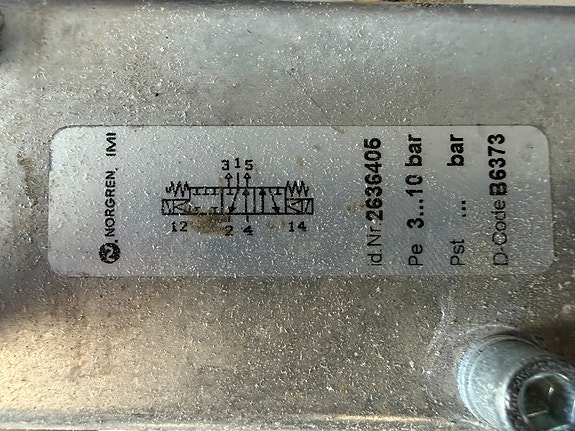 NORGREN IMI
3 1 5
12 2 4 14
id.Nr. 2636406
Pe 3...10 bar
Pst ... bar
D-Code B6373